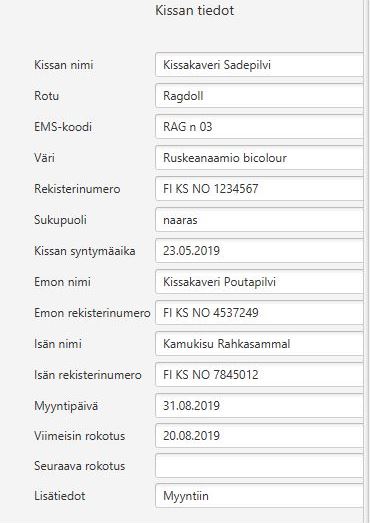 Kissan tiedot
Kissan nimi Kissakaveri Sadepilvi
Rotu Ragdoll
EMS-koodi RAG n 03
Väri Ruskeanaamio bicolour
Rekisterinumero FI KS NO 1234567
Sukupuoli naaras
Kissan syntymäaika 23.05.2019
Emon nimi Kissakaveri Poutapilvi
Emon rekisterinumero FI KS NO 4537249
Isän nimi Kamukisu Rahkasammal
Isän rekisterinumero FI KS NO 7845012
Myyntipäivä 31.08.2019
Viimeisin rokotus 20.08.2019
Seuraava rokotus
Lisätiedot Myyntiin